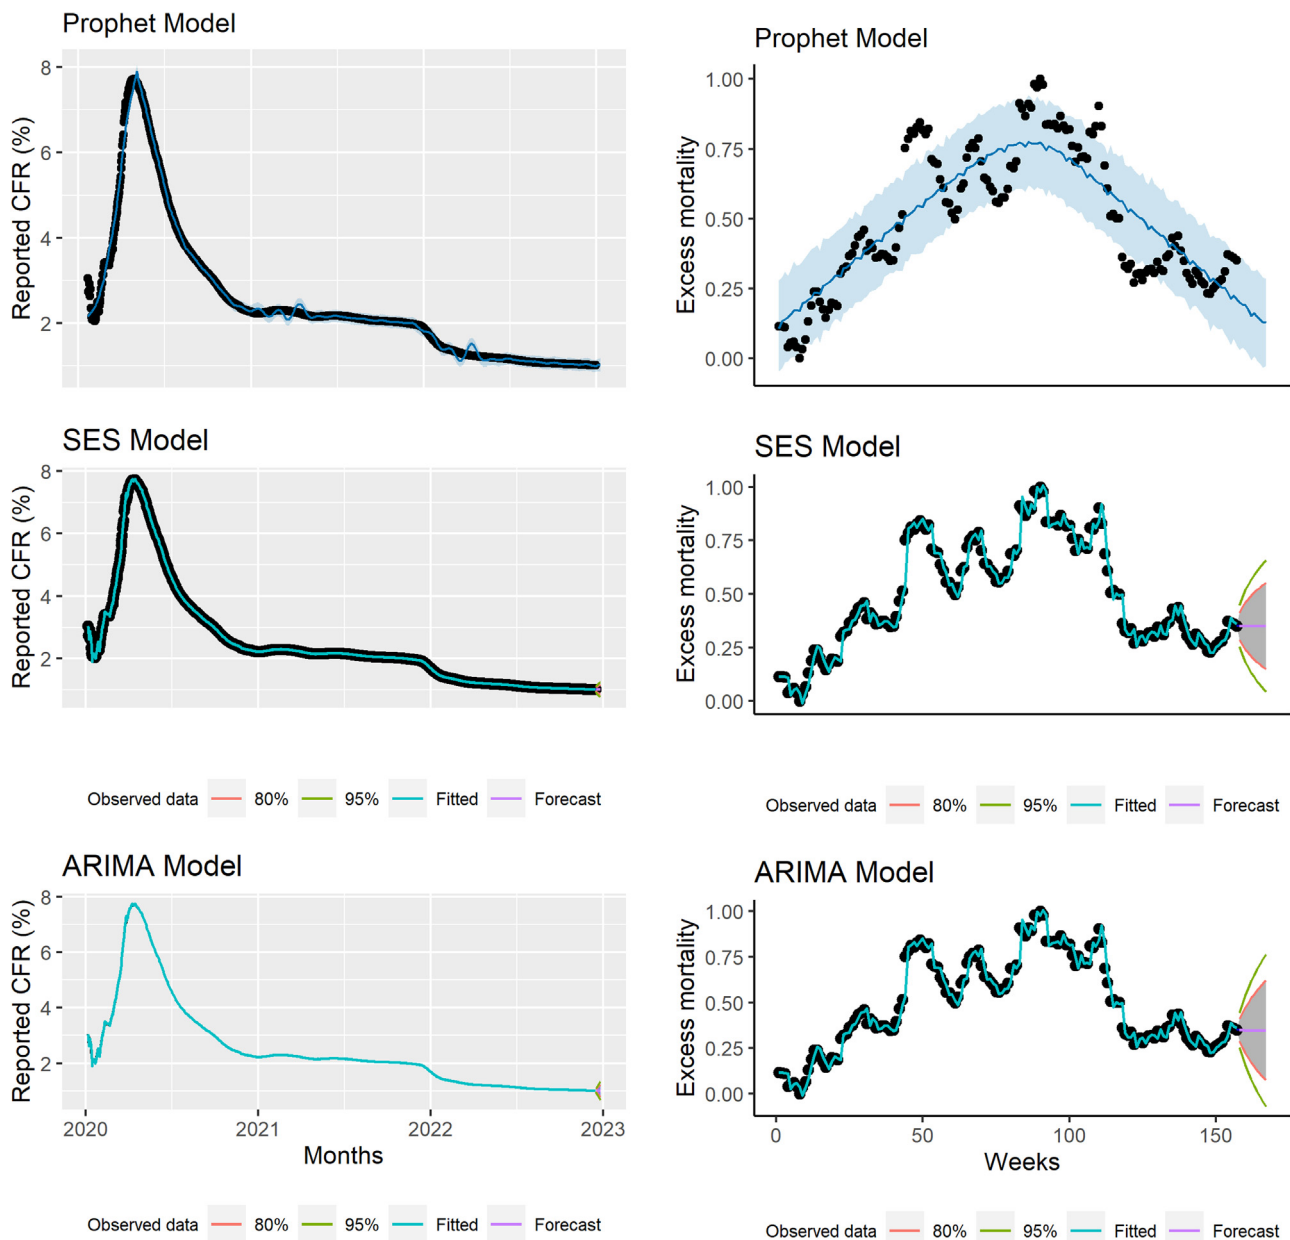 Prophet Model
Reported CFR (%)
8
6
4
2
Prophet Model
Excess mortality
1.00
0.75
0.50
0.25
0.00
SES Model
Reported CFR (%)
8
6
4
2
Observed data 80% 95% Fitted Forecast
SES Model
Excess mortality
1.00
0.75
0.50
0.25
0.00
Observed data 80% 95% Fitted Forecast
ARIMA Model
Reported CFR (%)
8
6
4
2
2020 2021 2022 2023
Months
Observed data 80% 95% Fitted Forecast
ARIMA Model
Excess mortality
1.00
0.75
0.50
0.25
0.00
0 50 100 150
Weeks
Observed data 80% 95% Fitted Forecast